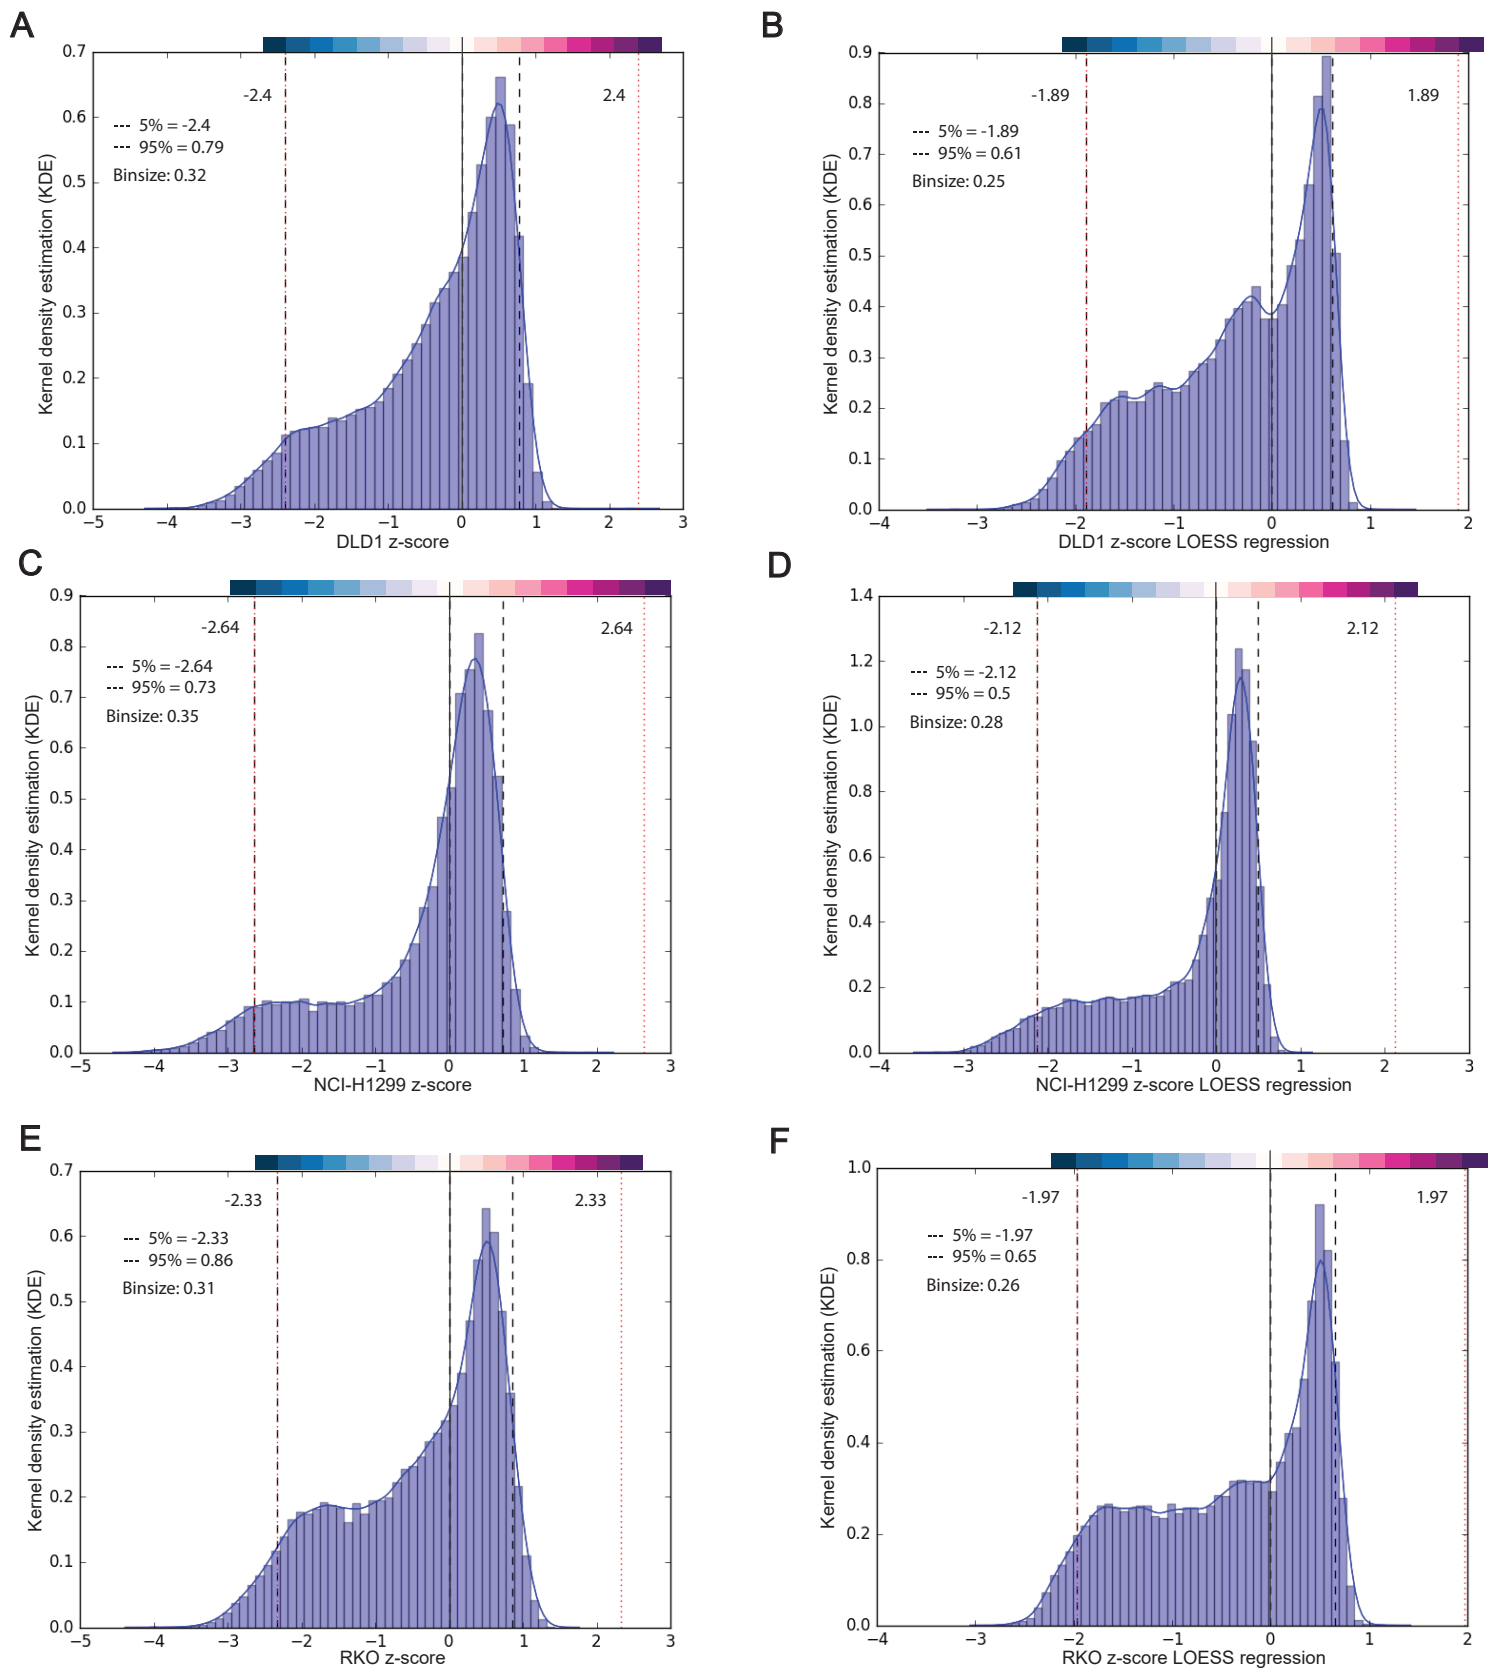 A
0.7
0.6
0.5
0.4
0.3
0.2
0.1
0.0
Kernel density estimation (KDE)
-2.4
2.4
--- 5% = -2.4
--- 95% = 0.79
Binsize: 0.32
−5 −4 −3 −2 −1 0 1 2 3
DLD1 z-score
B
0.9
0.8
0.7
0.6
0.5
0.4
0.3
0.2
0.1
0.0
Kernel density estimation (KDE)
-1.89
1.89
--- 5% = -1.89
--- 95% = 0.61
Binsize: 0.25
−4 −3 −2 −1 0 1 2
DLD1 z-score LOESS regression
C
0.9
0.8
0.7
0.6
0.5
0.4
0.3
0.2
0.1
0.0
Kernel density estimation (KDE)
-2.64
2.64
--- 5% = -2.64
--- 95% = 0.73
Binsize: 0.35
−5 −4 −3 −2 −1 0 1 2 3
NCI-H1299 z-score
D
1.4
1.2
1.0
0.8
0.6
0.4
0.2
0.0
Kernel density estimation (KDE)
-2.12
2.12
--- 5% = -2.12
--- 95% = 0.5
Binsize: 0.28
−4 −3 −2 −1 0 1 2 3
NCI-H1299 z-score LOESS regression
E
0.7
0.6
0.5
0.4
0.3
0.2
0.1
0.0
Kernel density estimation (KDE)
-2.33
2.33
--- 5% = -2.33
--- 95% = 0.86
Binsize: 0.31
−5 −4 −3 −2 −1 0 1 2 3
RKO z-score
F
1.0
0.8
0.6
0.4
0.2
0.0
Kernel density estimation (KDE)
-1.97
1.97
--- 5% = -1.97
--- 95% = 0.65
Binsize: 0.26
−4 −3 −2 −1 0 1 2
RKO z-score LOESS regression